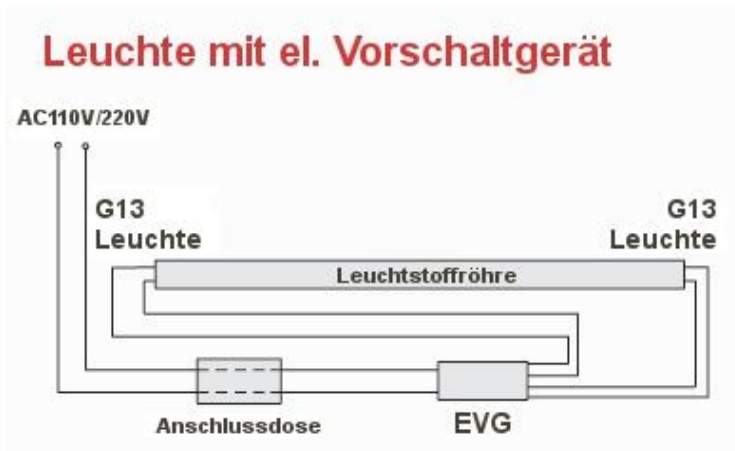 Leuchte mit el. Vorschaltgerät
AC110V/220V
G13
Leuchte
G13
Leuchte
Leuchtstoffröhre
Anschlussdose
EVG